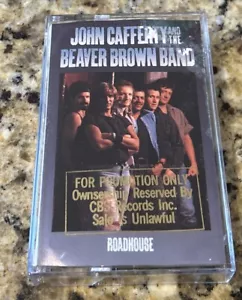 JOHN CAFFERTY AND THE
BEAVER BROWN BAND
FOR PROMOTION ONLY
Ownership Reserved By
CBS Records Inc.
Sale is Unlawful
ROADHOUSE